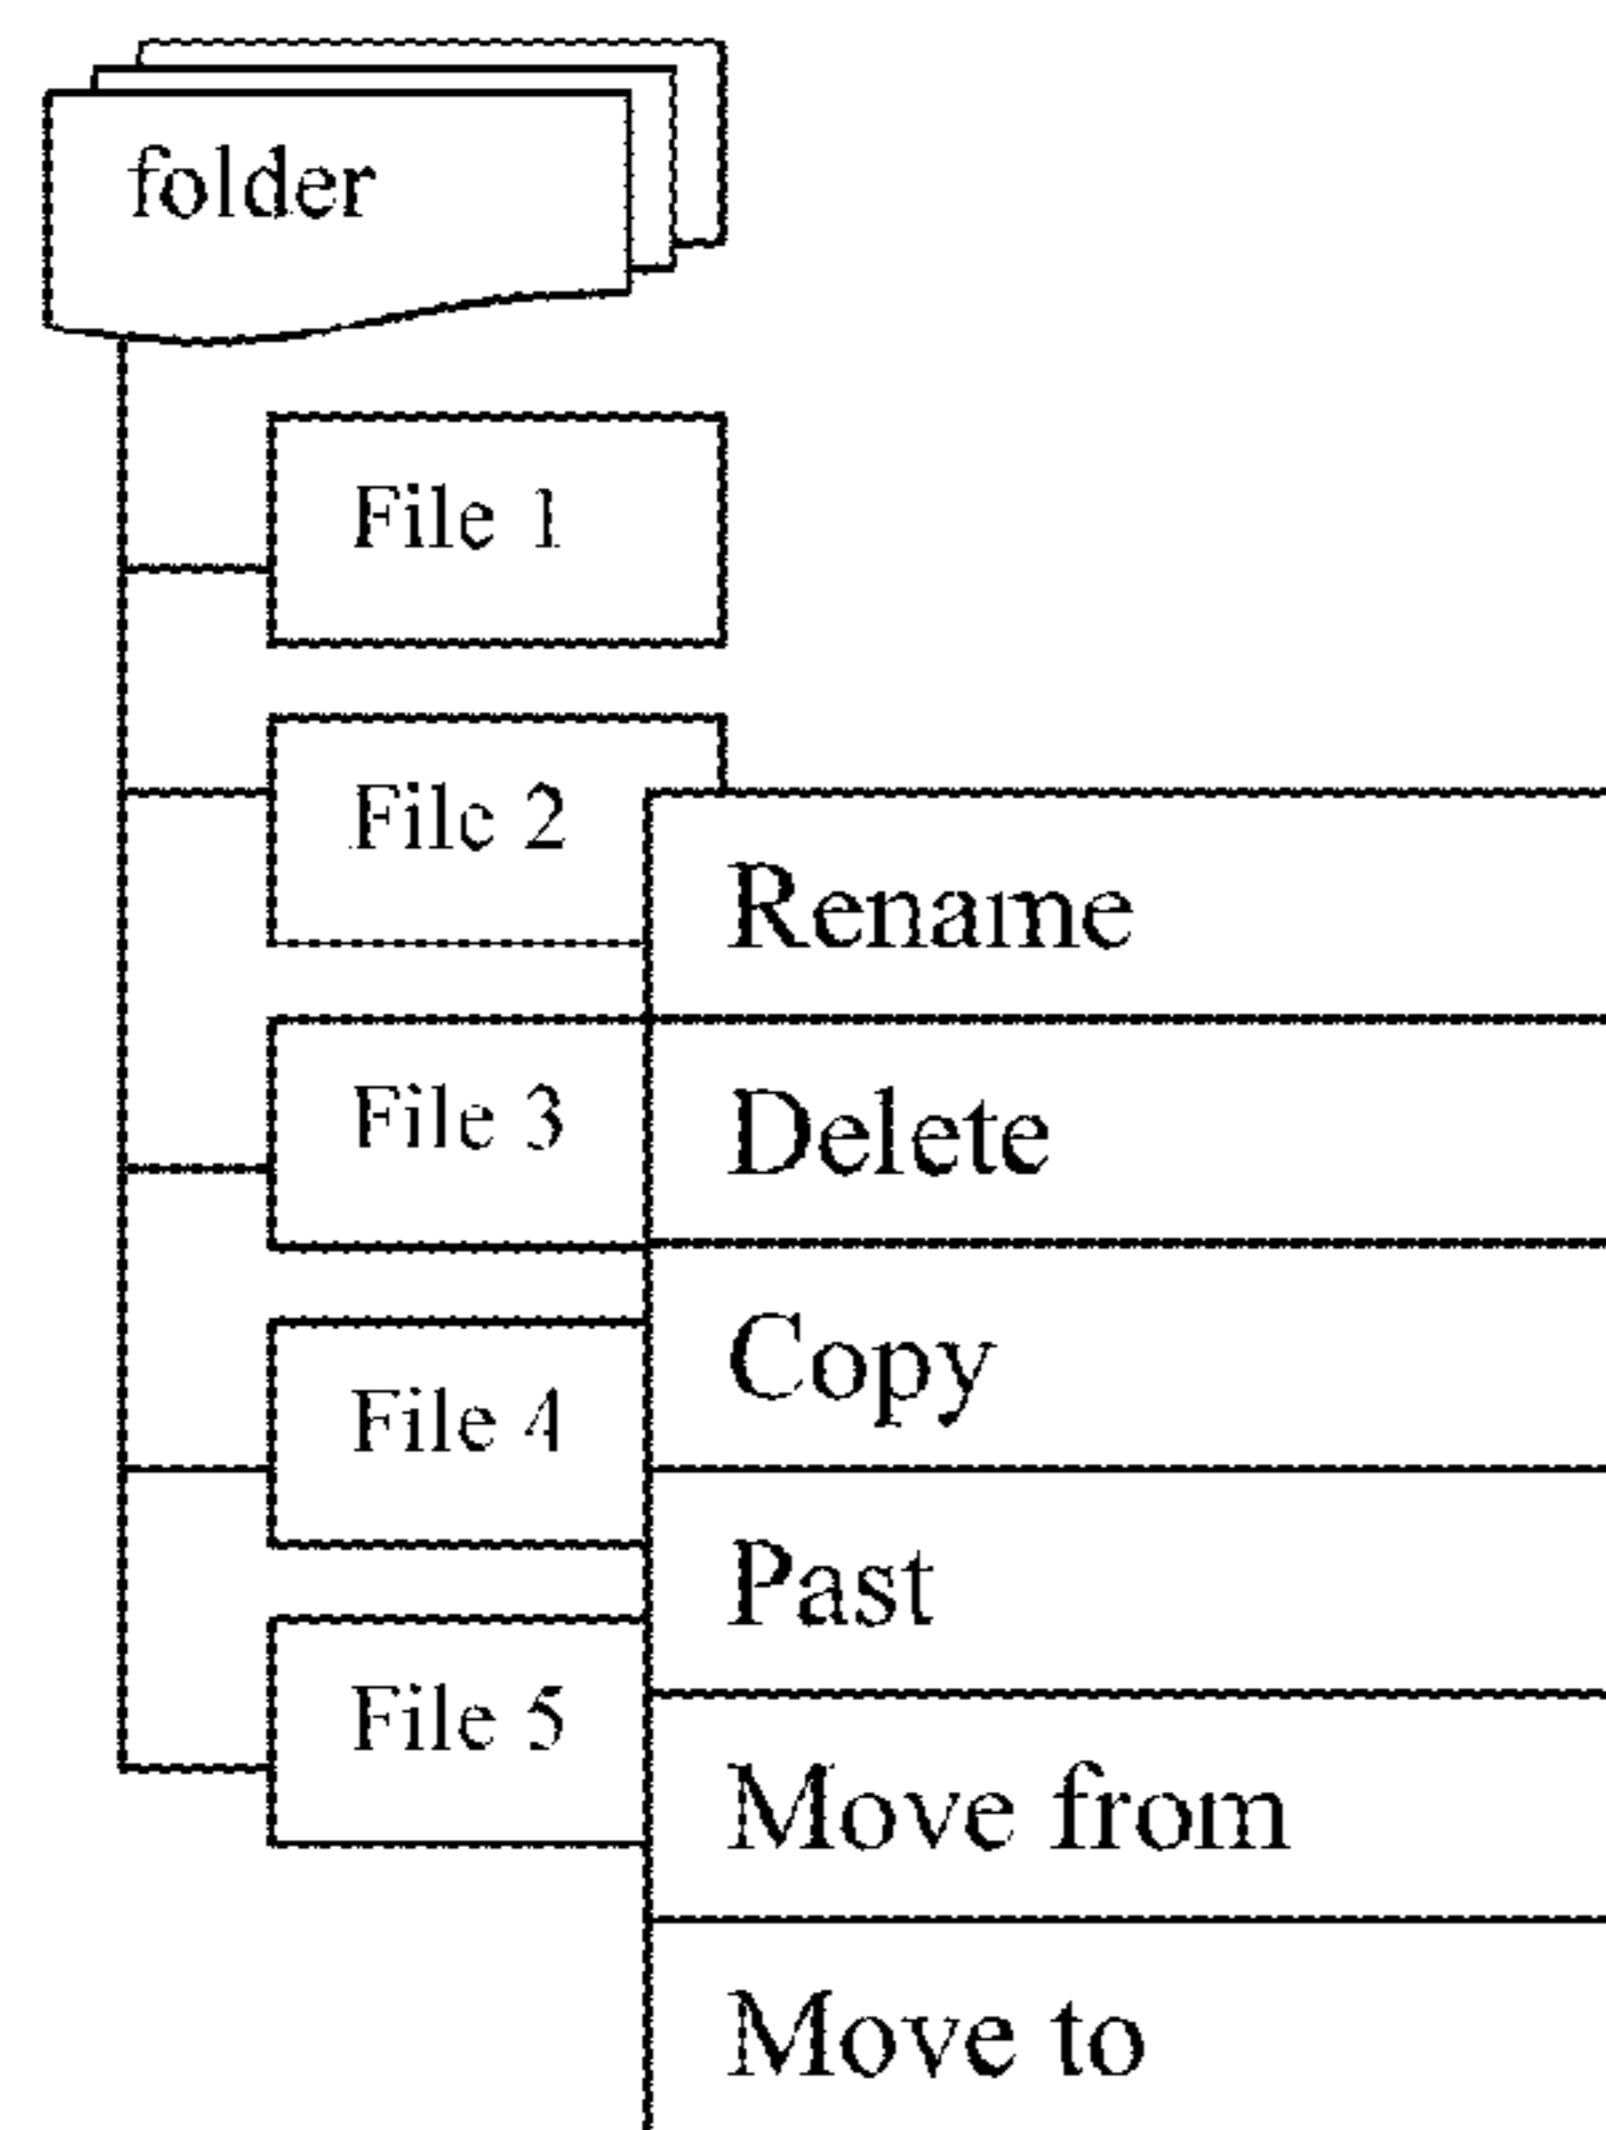 folder
File 1
File 2
Rename
File 3
Delete
Copy
File 4
Past
File 5
Move from
Move to